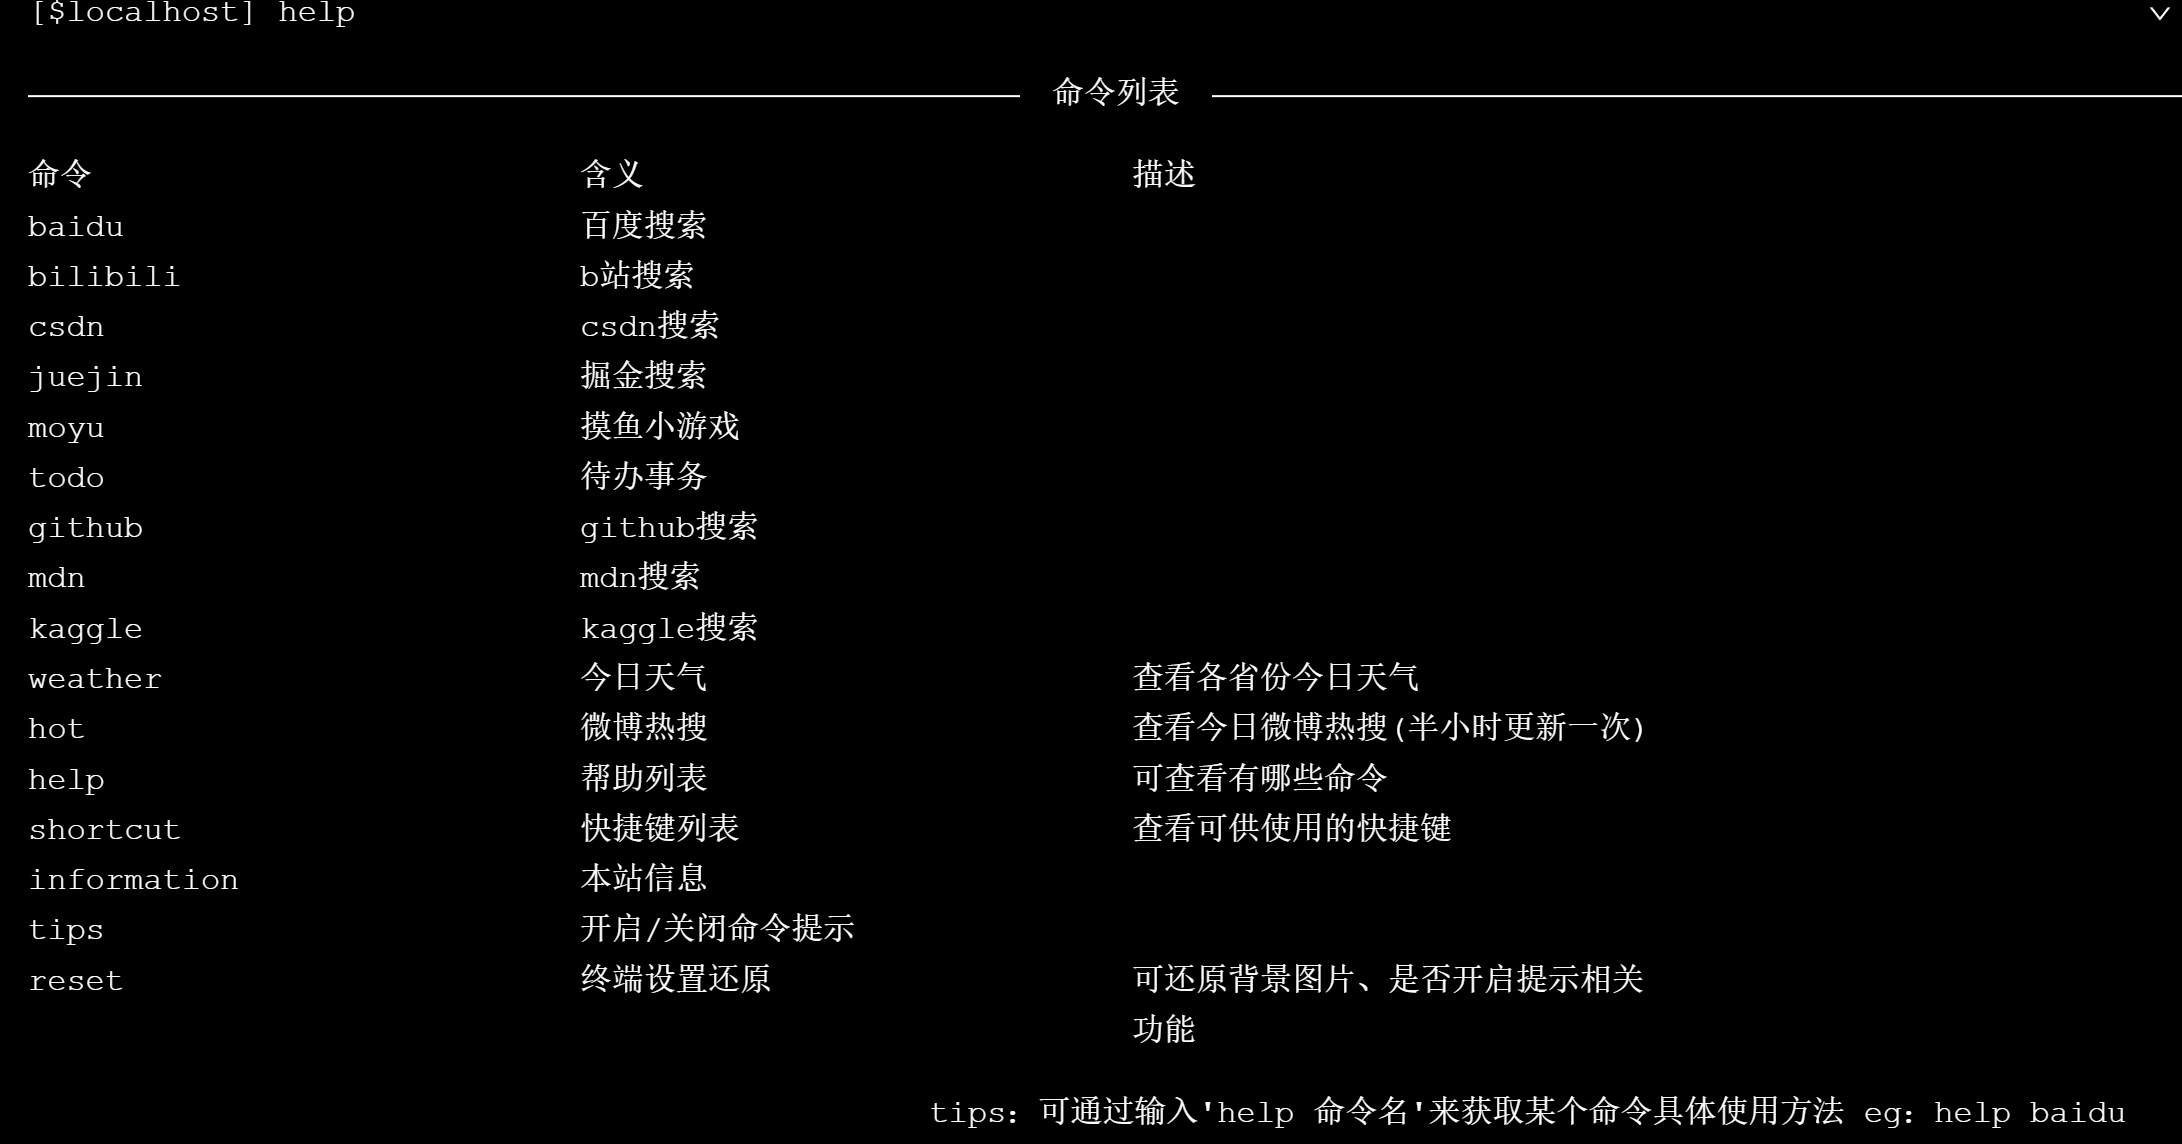 [$localhost] help
命令列表
命令 含义 描述
baidu 百度搜索
bilibili b站搜索
csdn csdn搜索
juejin 掘金搜索
moyu 摸鱼小游戏
todo 待办事务
github github搜索
mdn mdn搜索
kaggle kaggle搜索
weather 今日天气 查看各省份今日天气
hot 微博热搜 查看今日微博热搜(半小时更新一次)
help 帮助列表 可查看有哪些命令
shortcut 快捷键列表 查看可供使用的快捷键
information 本站信息
tips 开启/关闭命令提示
reset 终端设置还原 可还原背景图片、是否开启提示相关
功能
tips: 可通过输入'help 命令名'来获取某个命令具体使用方法 eg: help baidu